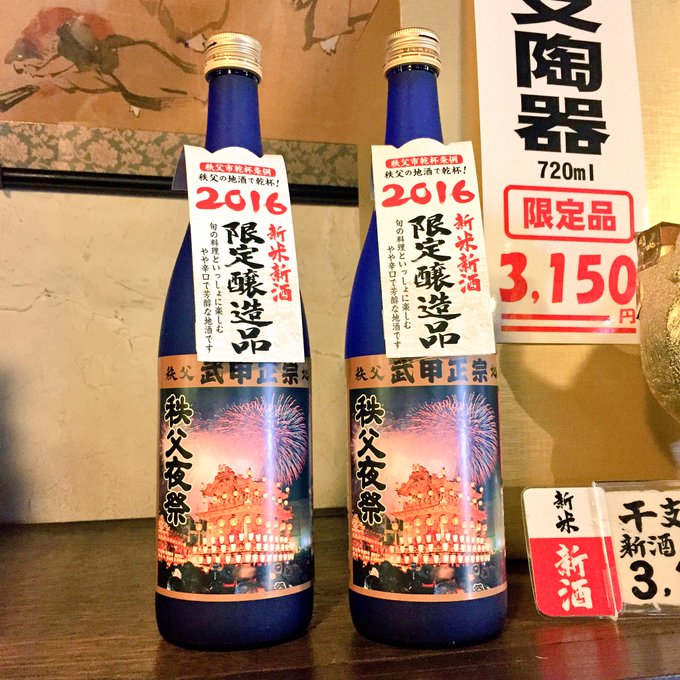 秩父市乾杯条例
秩父の地酒で乾杯!
2016
新米新酒
限定醸造品
旬の料理といっしょに楽しむ
やや辛口で芳醇な地酒です
秩父 武甲正宗 地
秩父夜祭
秩父市乾杯条例
秩父の地酒で乾杯!
2016
新米新酒
限定醸造品
旬の料理といっしょに楽しむ
やや辛口で芳醇な地酒です
秩父 武甲正宗 地
秩父夜祭
支陶器
720ml
限定品
3,150円
新米
新酒
干支
新酒
3,